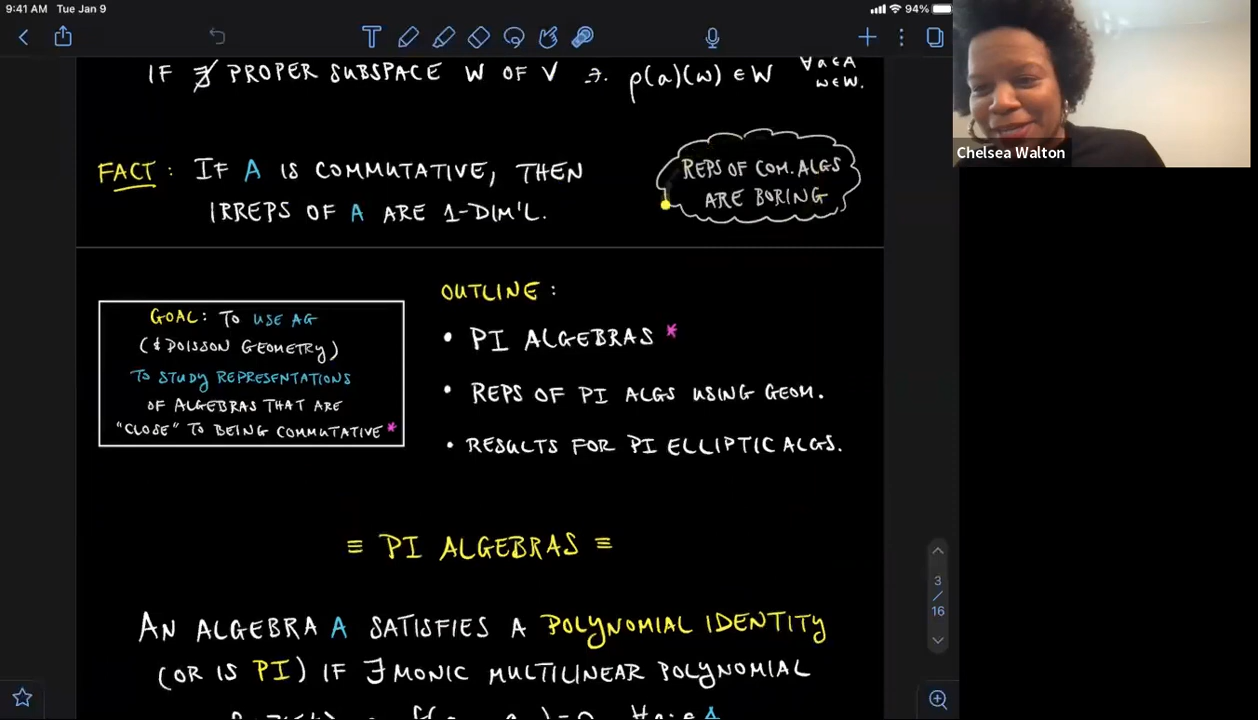 9:41 AM Tue Jan 9
94%
Chelsea Walton
IF ∄ PROPER SUBSPACE W OF V ∋. ρ(a)(w) ∈ W ∀a∈A
w∈W.
FACT: IF A IS COMMUTATIVE, THEN
IRREPS OF A ARE 1-DIM'L.
REPS OF COM. ALGS
ARE BORING
GOAL: TO USE AG
(& POISSON GEOMETRY)
TO STUDY REPRESENTATIONS
OF ALGEBRAS THAT ARE
"CLOSE" TO BEING COMMUTATIVE *
OUTLINE:
• PI ALGEBRAS *
• REPS OF PI ALGS USING GEOM.
• RESULTS FOR PI ELLIPTIC ALGS.
≡ PI ALGEBRAS ≡
AN ALGEBRA A SATISFIES A POLYNOMIAL IDENTITY
(OR IS PI) IF ∃ MONIC MULTILINEAR POLYNOMIAL
3
/
16